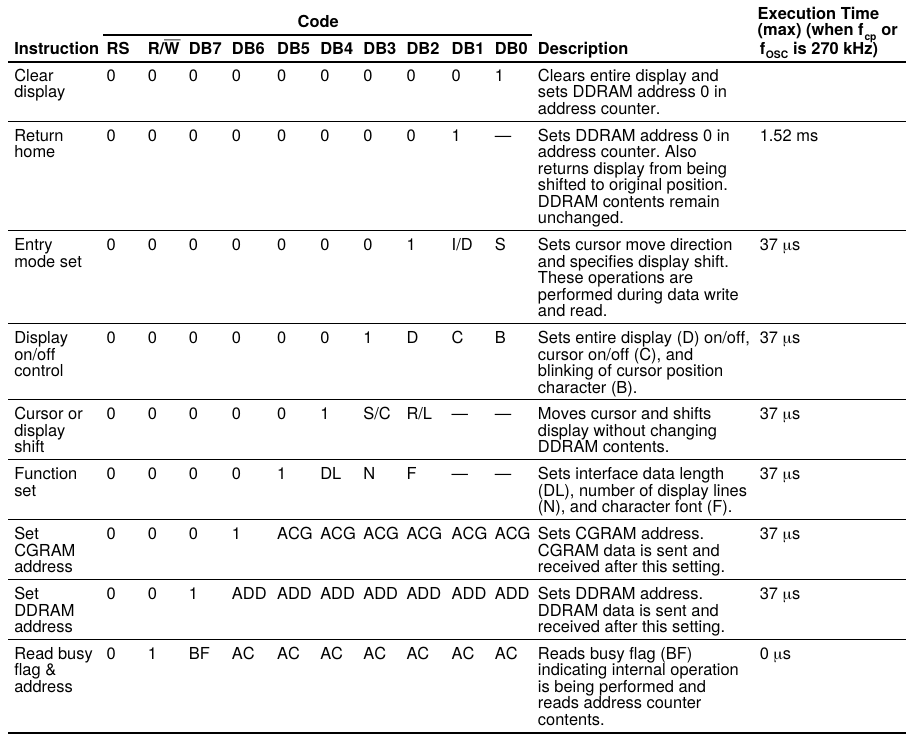 Code
Execution Time
(max) (when fcp or
fOSC is 270 kHz)
Instruction RS R/W̅ DB7 DB6 DB5 DB4 DB3 DB2 DB1 DB0 Description
Clear 0 0 0 0 0 0 0 0 0 1 Clears entire display and
display sets DDRAM address 0 in
address counter.
Return 0 0 0 0 0 0 0 0 1 — Sets DDRAM address 0 in 1.52 ms
home address counter. Also
returns display from being
shifted to original position.
DDRAM contents remain
unchanged.
Entry 0 0 0 0 0 0 0 1 I/D S Sets cursor move direction 37 μs
mode set and specifies display shift.
These operations are
performed during data write
and read.
Display 0 0 0 0 0 0 1 D C B Sets entire display (D) on/off, 37 μs
on/off cursor on/off (C), and
control blinking of cursor position
character (B).
Cursor or 0 0 0 0 0 1 S/C R/L — — Moves cursor and shifts 37 μs
display display without changing
shift DDRAM contents.
Function 0 0 0 0 1 DL N F — — Sets interface data length 37 μs
set (DL), number of display lines
(N), and character font (F).
Set 0 0 0 1 ACG ACG ACG ACG ACG ACG Sets CGRAM address. 37 μs
CGRAM CGRAM data is sent and
address received after this setting.
Set 0 0 1 ADD ADD ADD ADD ADD ADD ADD Sets DDRAM address. 37 μs
DDRAM DDRAM data is sent and
address received after this setting.
Read busy 0 1 BF AC AC AC AC AC AC AC Reads busy flag (BF) 0 μs
flag & indicating internal operation
address is being performed and
reads address counter
contents.